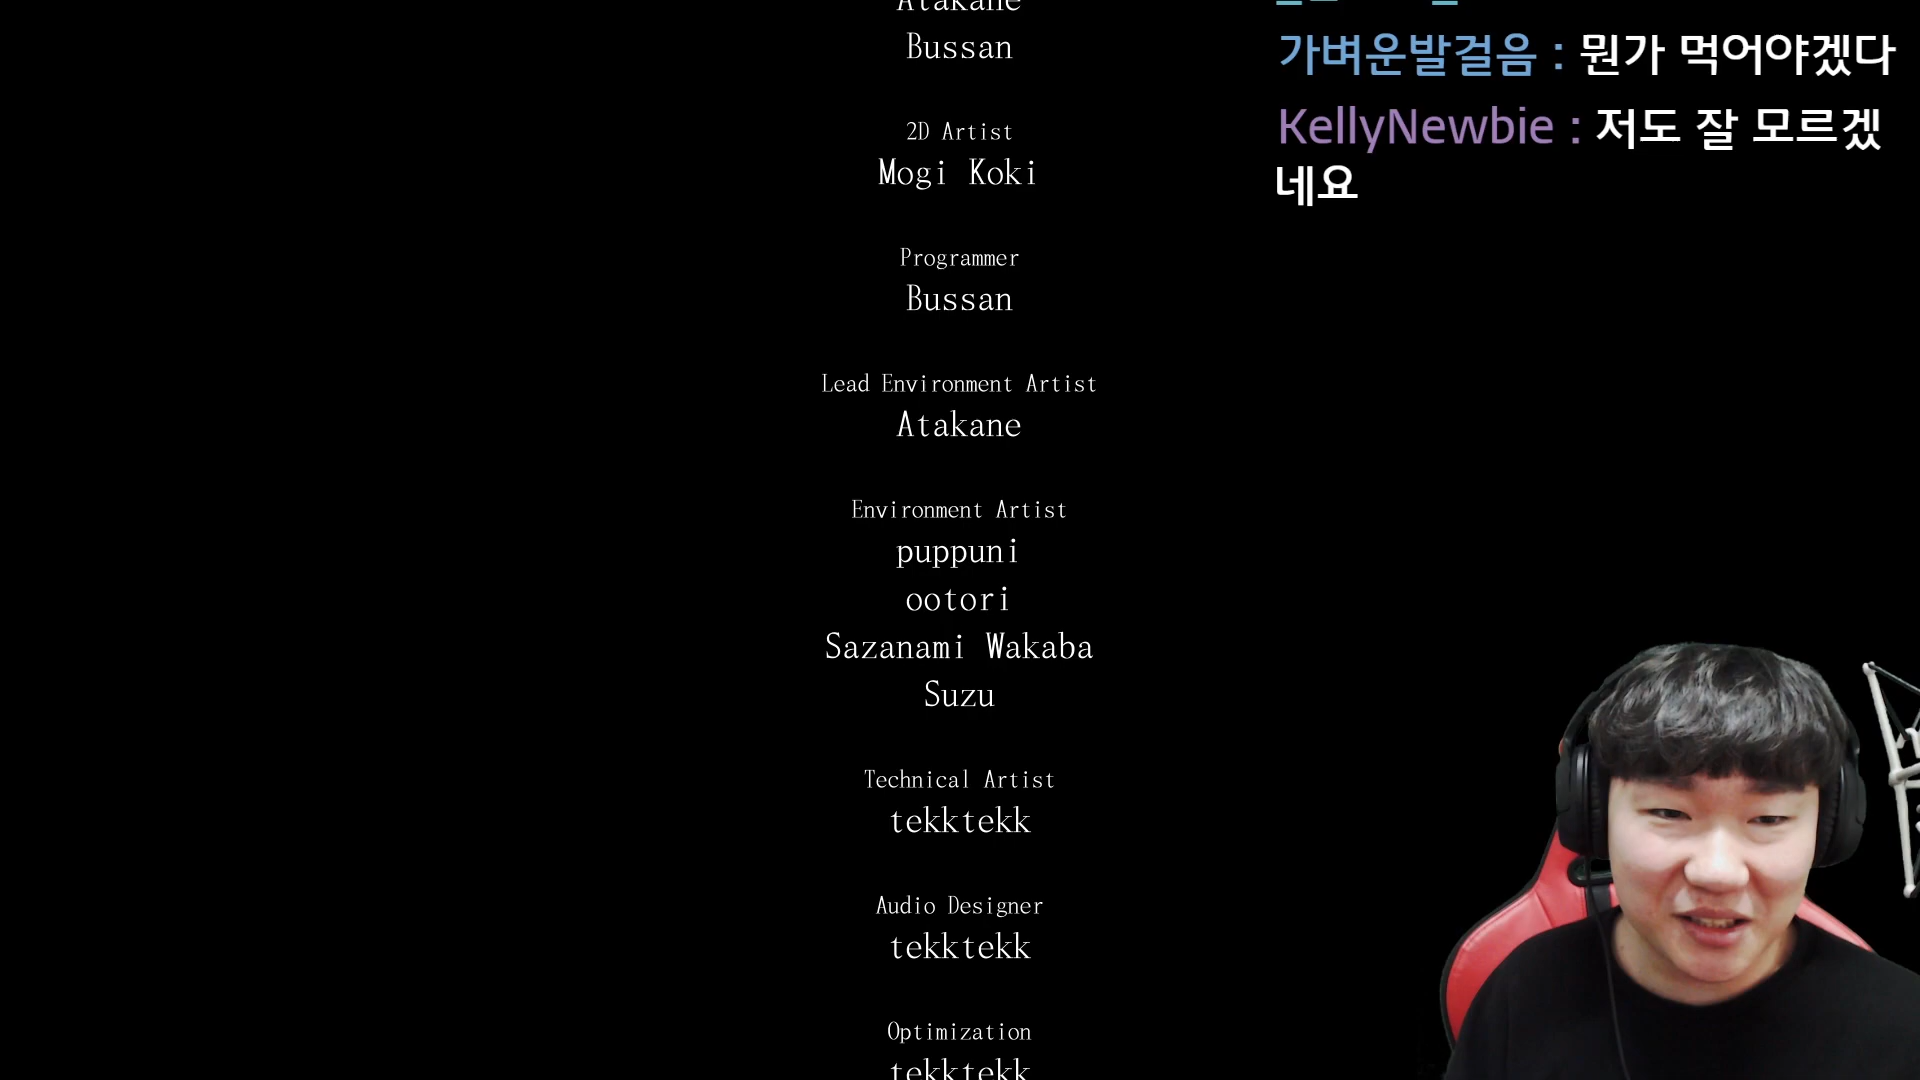 Atakane
Bussan
2D Artist
Mogi Koki
Programmer
Bussan
Lead Environment Artist
Atakane
Environment Artist
puppuni
ootori
Sazanami Wakaba
Suzu
Technical Artist
tekktekk
Audio Designer
tekktekk
Optimization
tekktekk
가벼운발걸음 : 뭔가 먹어야겠다
KellyNewbie : 저도 잘 모르겠
네요